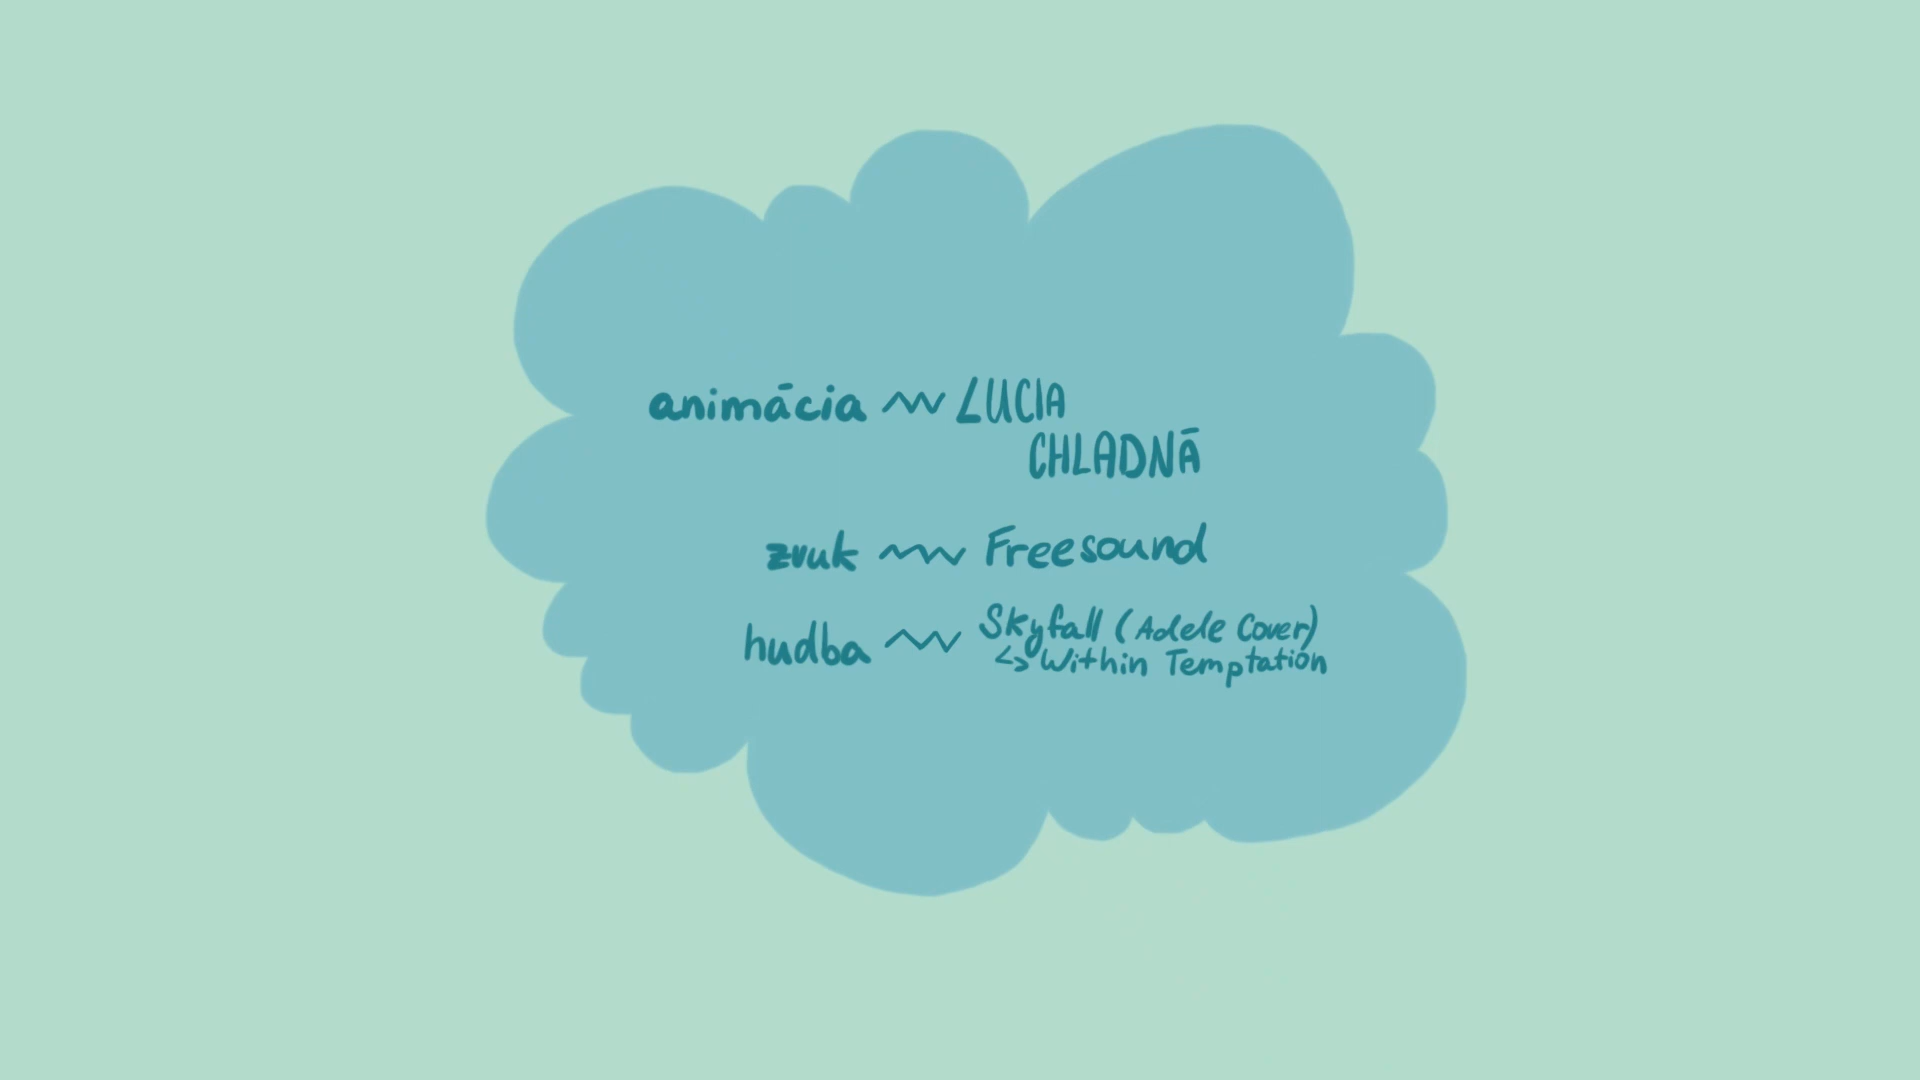 animácia LUCIA
CHLADNÁ
zvuk Freesound
hudba Skyfall (Adele Cover)
↳ Within Temptation